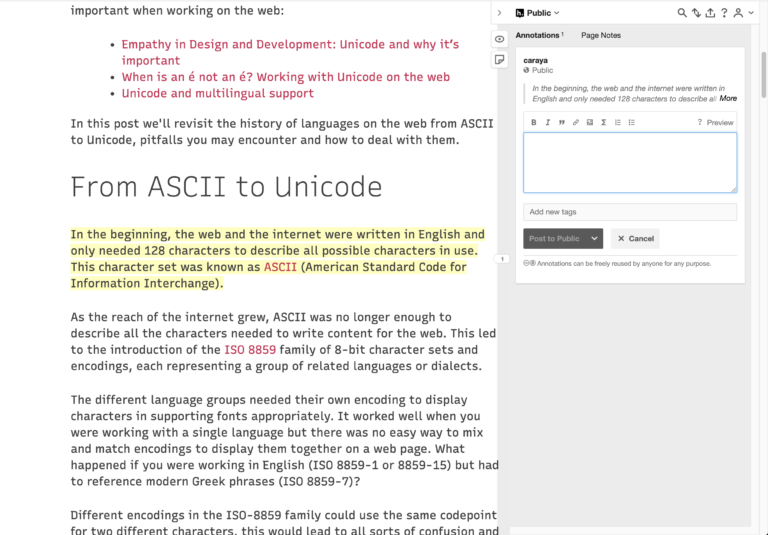 important when working on the web:
Empathy in Design and Development: Unicode and why it's
important
When is an é not an é? Working with Unicode on the web
Unicode and multilingual support
In this post we'll revisit the history of languages on the web from ASCII
to Unicode, pitfalls you may encounter and how to deal with them.
From ASCII to Unicode
In the beginning, the web and the internet were written in English and
only needed 128 characters to describe all possible characters in use.
This character set was known as ASCII (American Standard Code for
Information Interchange).
As the reach of the internet grew, ASCII was no longer enough to
describe all the characters needed to write content for the web. This led
to the introduction of the ISO 8859 family of 8-bit character sets and
encodings, each representing a group of related languages or dialects.
The different language groups needed their own encoding to display
characters in supporting fonts appropriately. It worked well when you
were working with a single language but there was no easy way to mix
and match encodings to display them together on a web page. What
happened if you were working in English (ISO 8859-1 or 8859-15) but had
to reference modern Greek phrases (ISO 8859-7)?
Different encodings in the ISO-8859 family could use the same codepoint
for two different characters, this would lead to all sorts of confusion and
Public
Annotations 1 Page Notes
caraya
Public
In the beginning, the web and the internet were written in
English and only needed 128 characters to describe all More
B I Σ ? Preview
Add new tags
Post to Public Cancel
1
Annotations can be freely reused by anyone for any purpose.